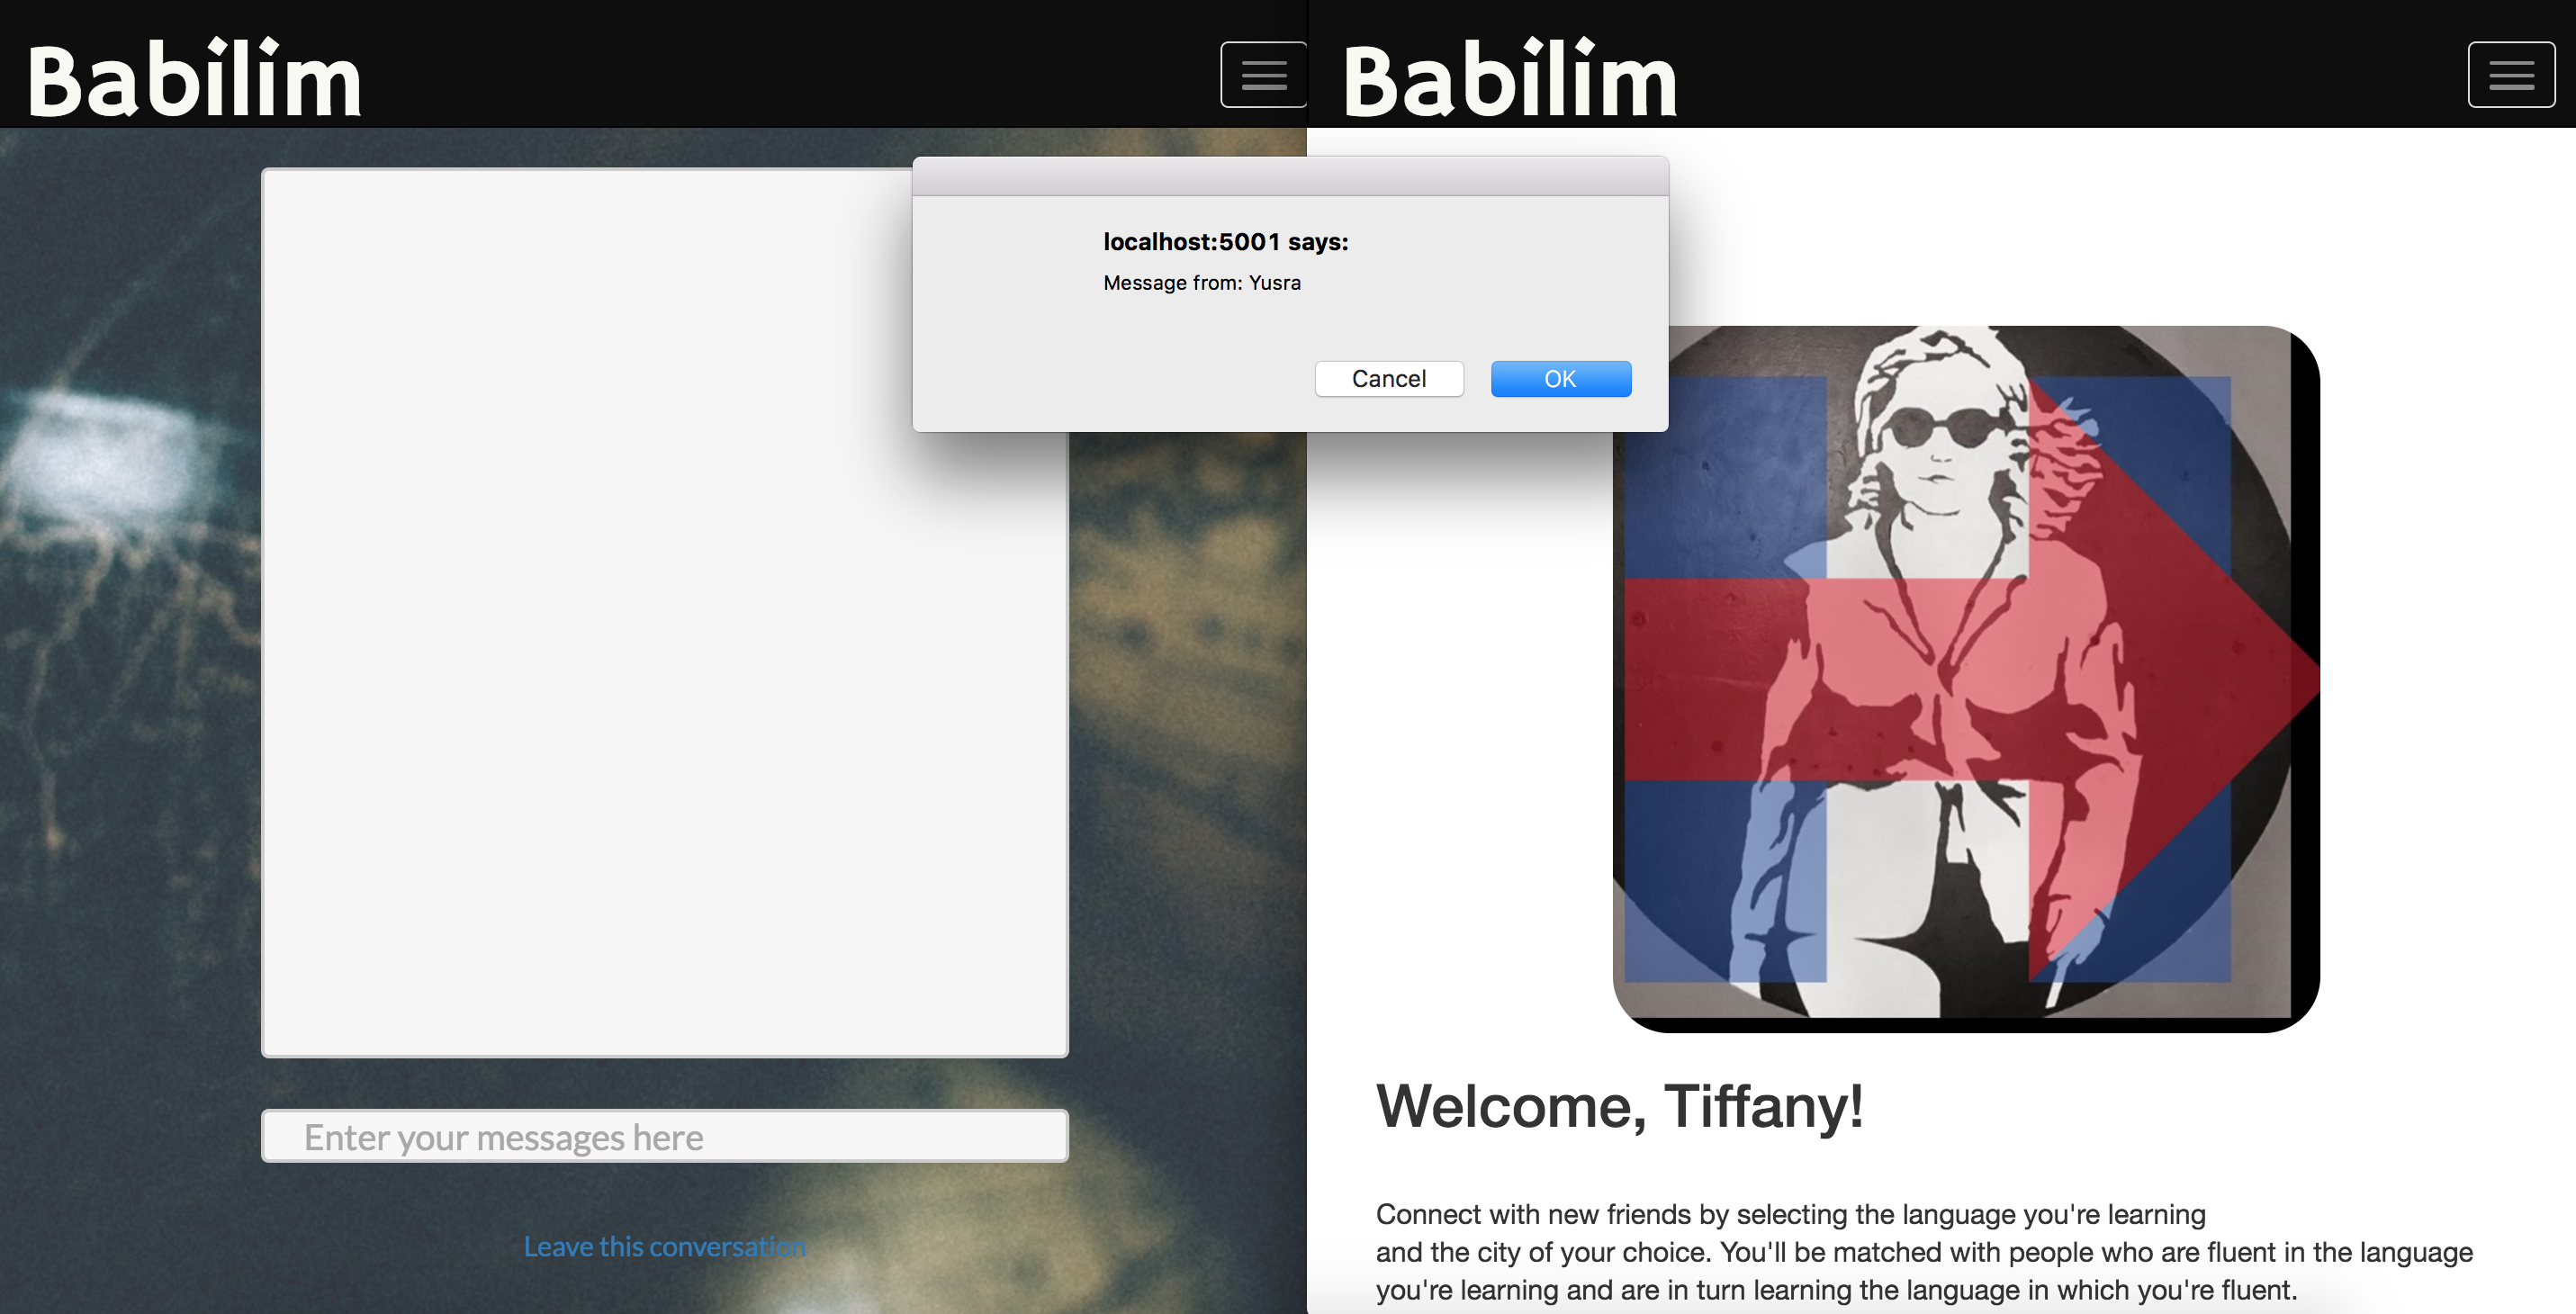 Babilim
Enter your messages here
Leave this conversation
localhost:5001 says:
Message from: Yusra
Cancel
OK
Babilim
Welcome, Tiffany!
Connect with new friends by selecting the language you're learning
and the city of your choice. You'll be matched with people who are fluent in the language
you're learning and are in turn learning the language in which you're fluent.